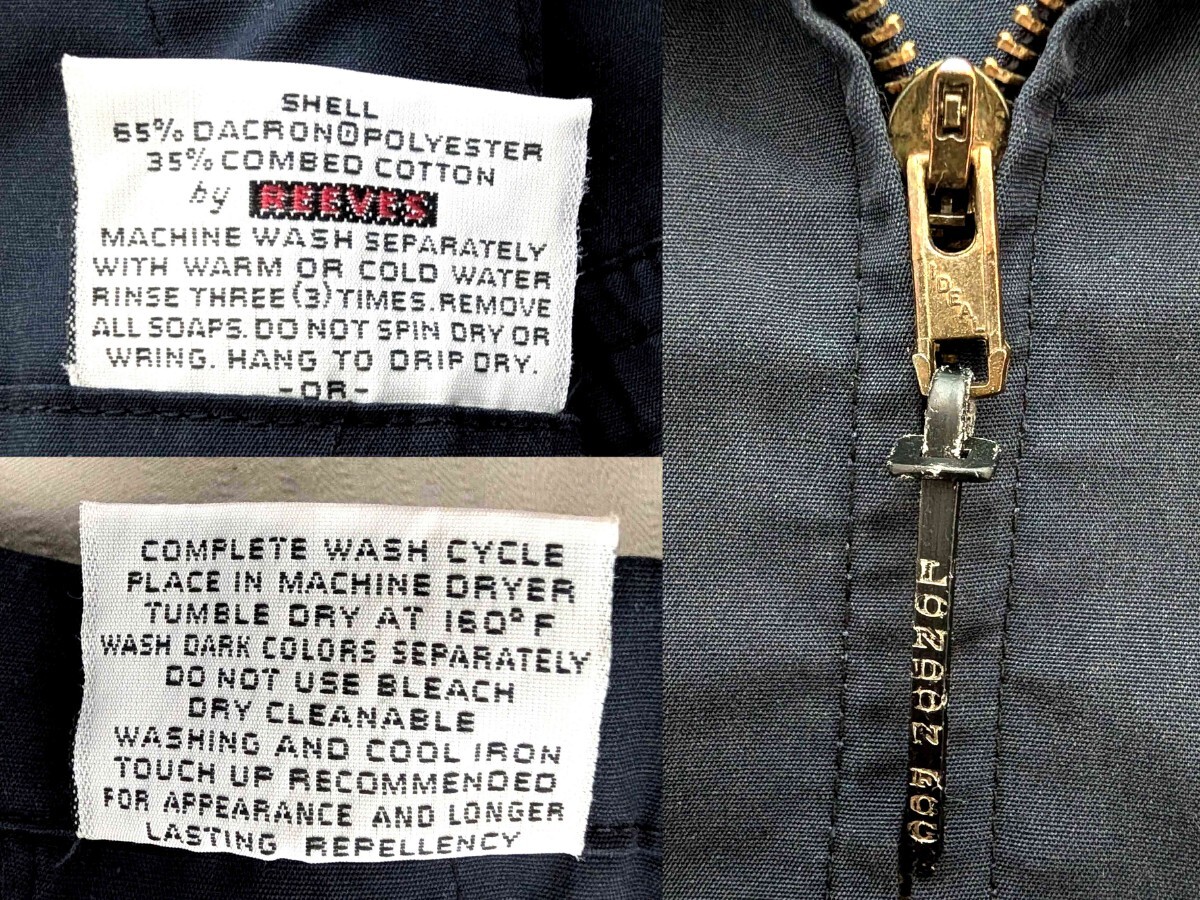 SHELL
65% DACRON®POLYESTER
35% COMBED COTTON
by REEVES
MACHINE WASH SEPARATELY
WITH WARM OR COLD WATER
RINSE THREE (3) TIMES. REMOVE
ALL SOAPS. DO NOT SPIN DRY OR
WRING. HANG TO DRIP DRY.
-OR-
COMPLETE WASH CYCLE
PLACE IN MACHINE DRYER
TUMBLE DRY AT 160°F
WASH DARK COLORS SEPARATELY
DO NOT USE BLEACH
DRY CLEANABLE
WASHING AND COOL IRON
TOUCH UP RECOMMENDED
FOR APPEARANCE AND LONGER
LASTING REPELLENCY
IDEAL
LONDON FOG